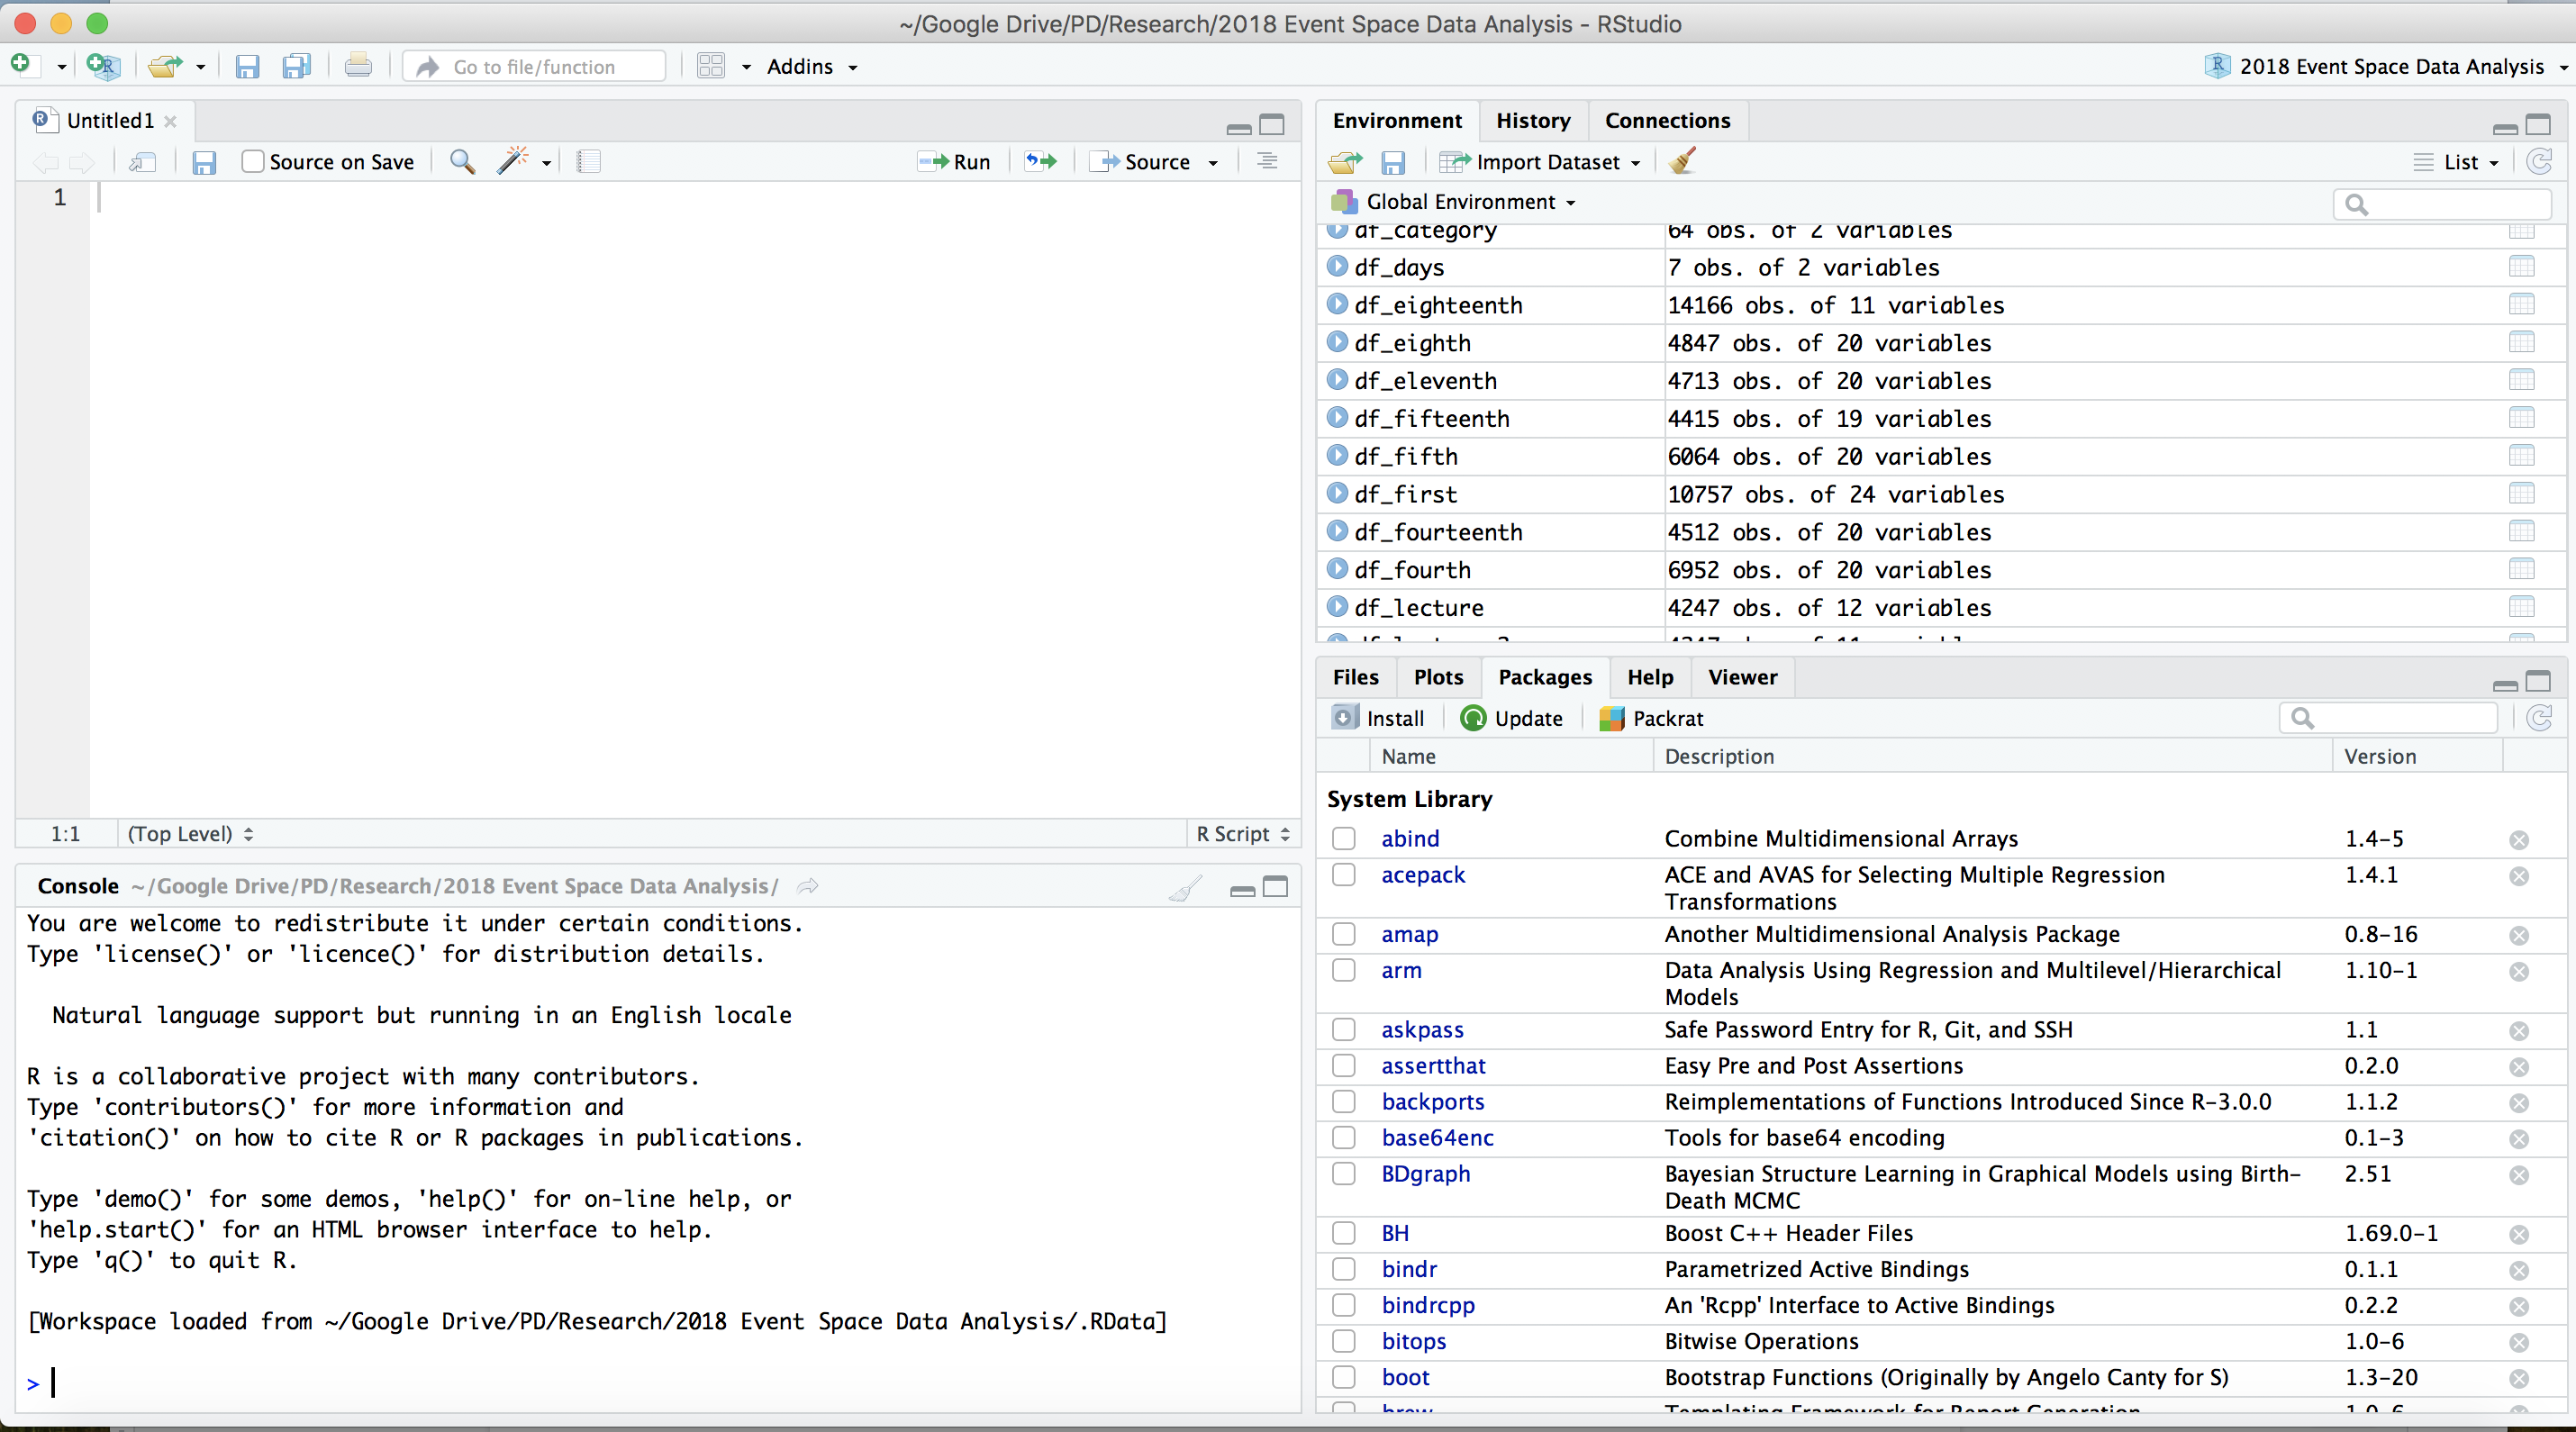 ~/Google Drive/PD/Research/2018 Event Space Data Analysis - RStudio
Go to file/function
Addins
2018 Event Space Data Analysis
Untitled1
Source on Save
Run
Source
1
1:1
(Top Level)
R Script
Console ~/Google Drive/PD/Research/2018 Event Space Data Analysis/
You are welcome to redistribute it under certain conditions.
Type 'license()' or 'licence()' for distribution details.
Natural language support but running in an English locale
R is a collaborative project with many contributors.
Type 'contributors()' for more information and
'citation()' on how to cite R or R packages in publications.
Type 'demo()' for some demos, 'help()' for on-line help, or
'help.start()' for an HTML browser interface to help.
Type 'q()' to quit R.
[Workspace loaded from ~/Google Drive/PD/Research/2018 Event Space Data Analysis/.RData]
>
Environment History Connections
Import Dataset
List
Global Environment
df_category 64 obs. of 2 variables
df_days 7 obs. of 2 variables
df_eighteenth 14166 obs. of 11 variables
df_eighth 4847 obs. of 20 variables
df_eleventh 4713 obs. of 20 variables
df_fifteenth 4415 obs. of 19 variables
df_fifth 6064 obs. of 20 variables
df_first 10757 obs. of 24 variables
df_fourteenth 4512 obs. of 20 variables
df_fourth 6952 obs. of 20 variables
df_lecture 4247 obs. of 12 variables
Files Plots Packages Help Viewer
Install Update Packrat
Name Description Version
System Library
abind Combine Multidimensional Arrays 1.4-5
acepack ACE and AVAS for Selecting Multiple Regression 1.4.1
Transformations
amap Another Multidimensional Analysis Package 0.8-16
arm Data Analysis Using Regression and Multilevel/Hierarchical 1.10-1
Models
askpass Safe Password Entry for R, Git, and SSH 1.1
assertthat Easy Pre and Post Assertions 0.2.0
backports Reimplementations of Functions Introduced Since R-3.0.0 1.1.2
base64enc Tools for base64 encoding 0.1-3
BDgraph Bayesian Structure Learning in Graphical Models using Birth- 2.51
Death MCMC
BH Boost C++ Header Files 1.69.0-1
bindr Parametrized Active Bindings 0.1.1
bindrcpp An 'Rcpp' Interface to Active Bindings 0.2.2
bitops Bitwise Operations 1.0-6
boot Bootstrap Functions (Originally by Angelo Canty for S) 1.3-20
brew Templating Framework for Report Generation 1.0-6